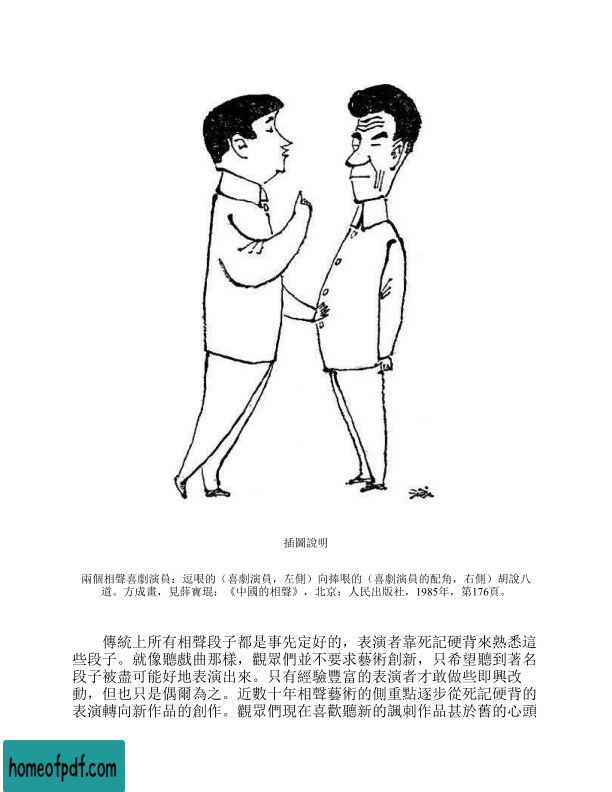 插圖說明
兩個相聲喜劇演員：逗哏的（喜劇演員，左側）向捧哏的（喜劇演員的配角，右側）胡說八
道。方成畫，見薛寶琨：《中國的相聲》，北京：人民出版社，1985年，第176頁。
傳統上所有相聲段子都是事先定好的，表演者靠死記硬背來熟悉這
些段子。就像聽戲曲那樣，觀眾們並不要求藝術創新，只希望聽到著名
段子被盡可能好地表演出來。只有經驗豐富的表演者才敢做些即興改
動，但也只是偶爾為之。近數十年相聲藝術的側重點逐步從死記硬背的
表演轉向新作品的創作。觀眾們現在喜歡聽新的諷刺作品甚於舊的心頭
homeofpdf.com